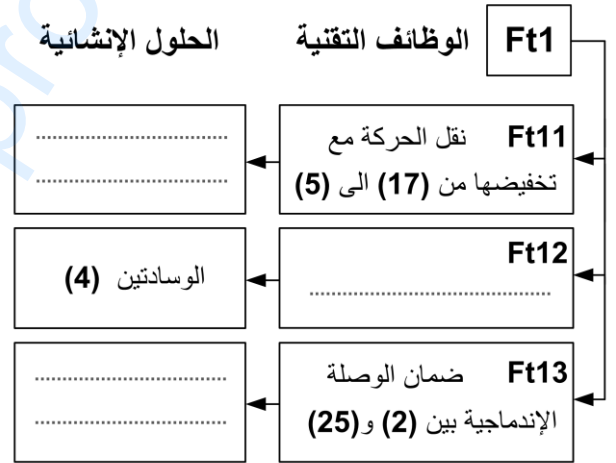 Ft1 الوظائف التقنية الحلول الإنشائية
Ft11 نقل الحركة مع
تخفيضها من (17) الى (5)
..............................
..............................
Ft12
..............................
الوسادتين (4)
Ft13 ضمان الوصلة
الإندماجية بين (2) و(25)
..............................
..............................